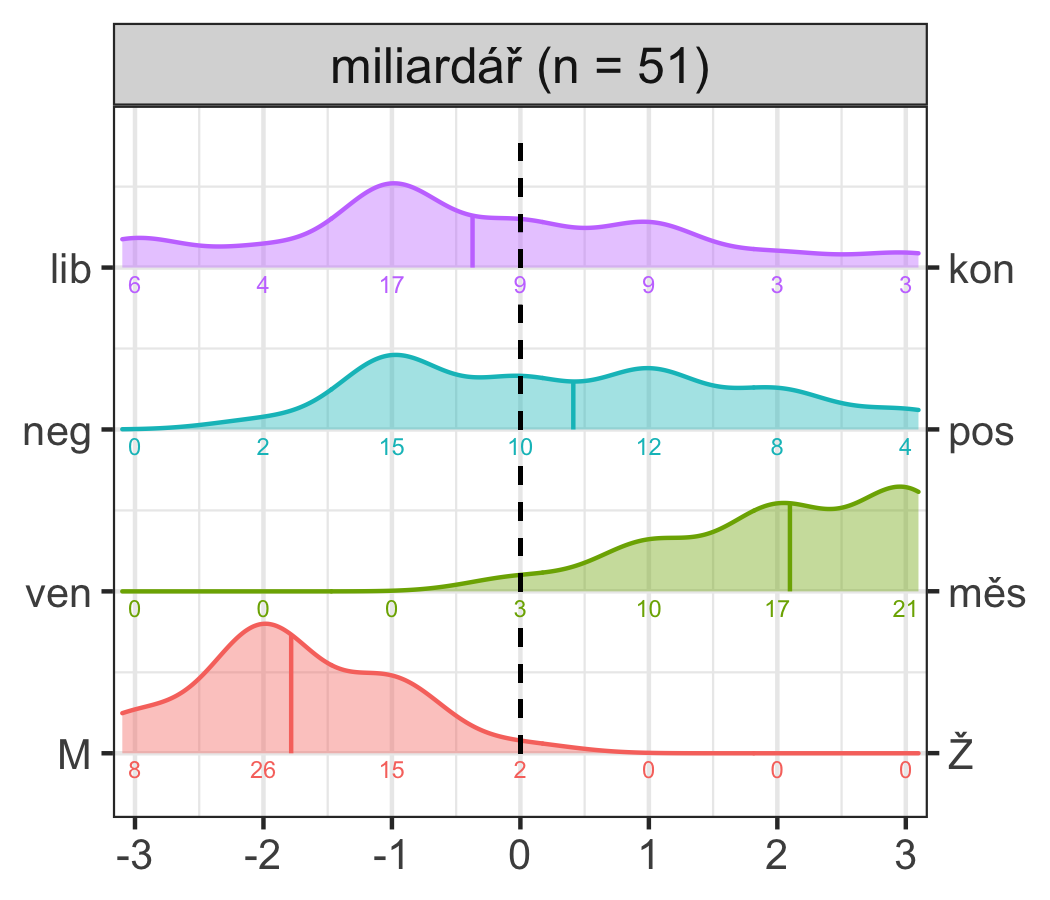 miliardář (n = 51)
lib kon
6 4 17 9 9 3 3
neg pos
0 2 15 10 12 8 4
ven měs
0 0 0 3 10 17 21
M Ž
8 26 15 2 0 0 0
-3 -2 -1 0 1 2 3